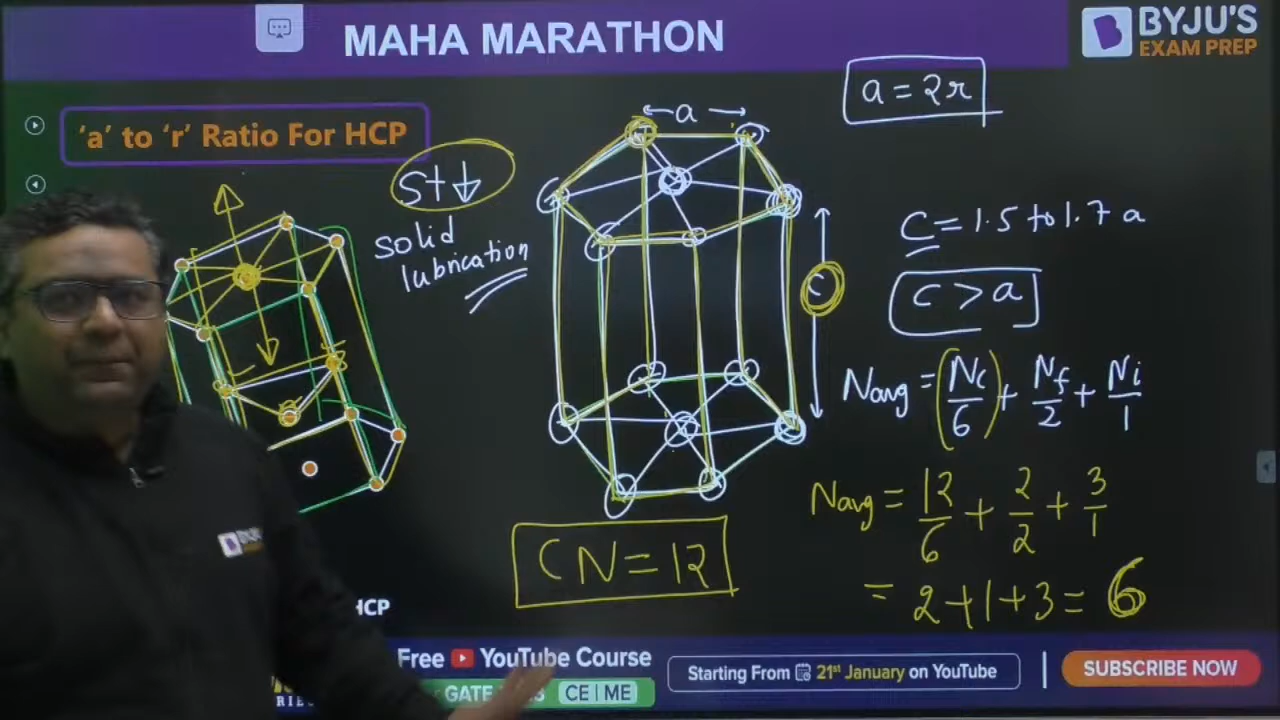 MAHA MARATHON
BYJU'S
EXAM PREP
'a' to 'r' Ratio For HCP
a = 2r
a
St↓
solid
lubrication
c
C = 1.5 to 1.7 a
C > a
Navg = Nc/6 + Nf/2 + Ni/1
Navg = 12/6 + 2/2 + 3/1
= 2+1+3 = 6
CN = 12
BYJU'S
HCP
Free YouTube Course
GATE
CE | ME
Starting From 21st January on YouTube
SUBSCRIBE NOW